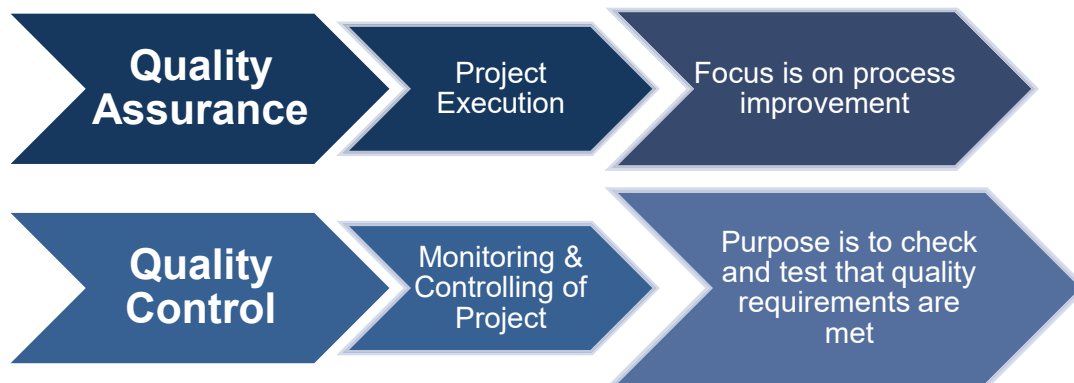 Quality
Assurance
Project
Execution
Focus is on process
improvement
Quality
Control
Monitoring &
Controlling of
Project
Purpose is to check
and test that quality
requirements are
met